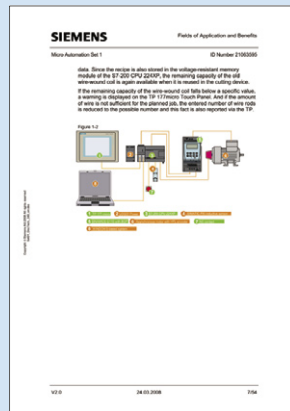 SIEMENS
Fields of Application and Benefits
Micro Automation Set 1
ID Number 21063595
data. Since the recipe is also stored in the voltage-resistant memory
module of the S7-200 CPU 224XP, the remaining capacity of the old
wire-wound coil is again available when it is reused in the cutting device.
If the remaining capacity of the wire-wound coil falls below a specific value,
a warning is displayed on the TP 177micro Touch Panel. And if the amount
of wire is not sufficient for the planned job, the entered number of wire rods
is reduced to the possible number and this fact is also reported via the TP.
Figure 1-2
V2.0
24.03.2008
7/54